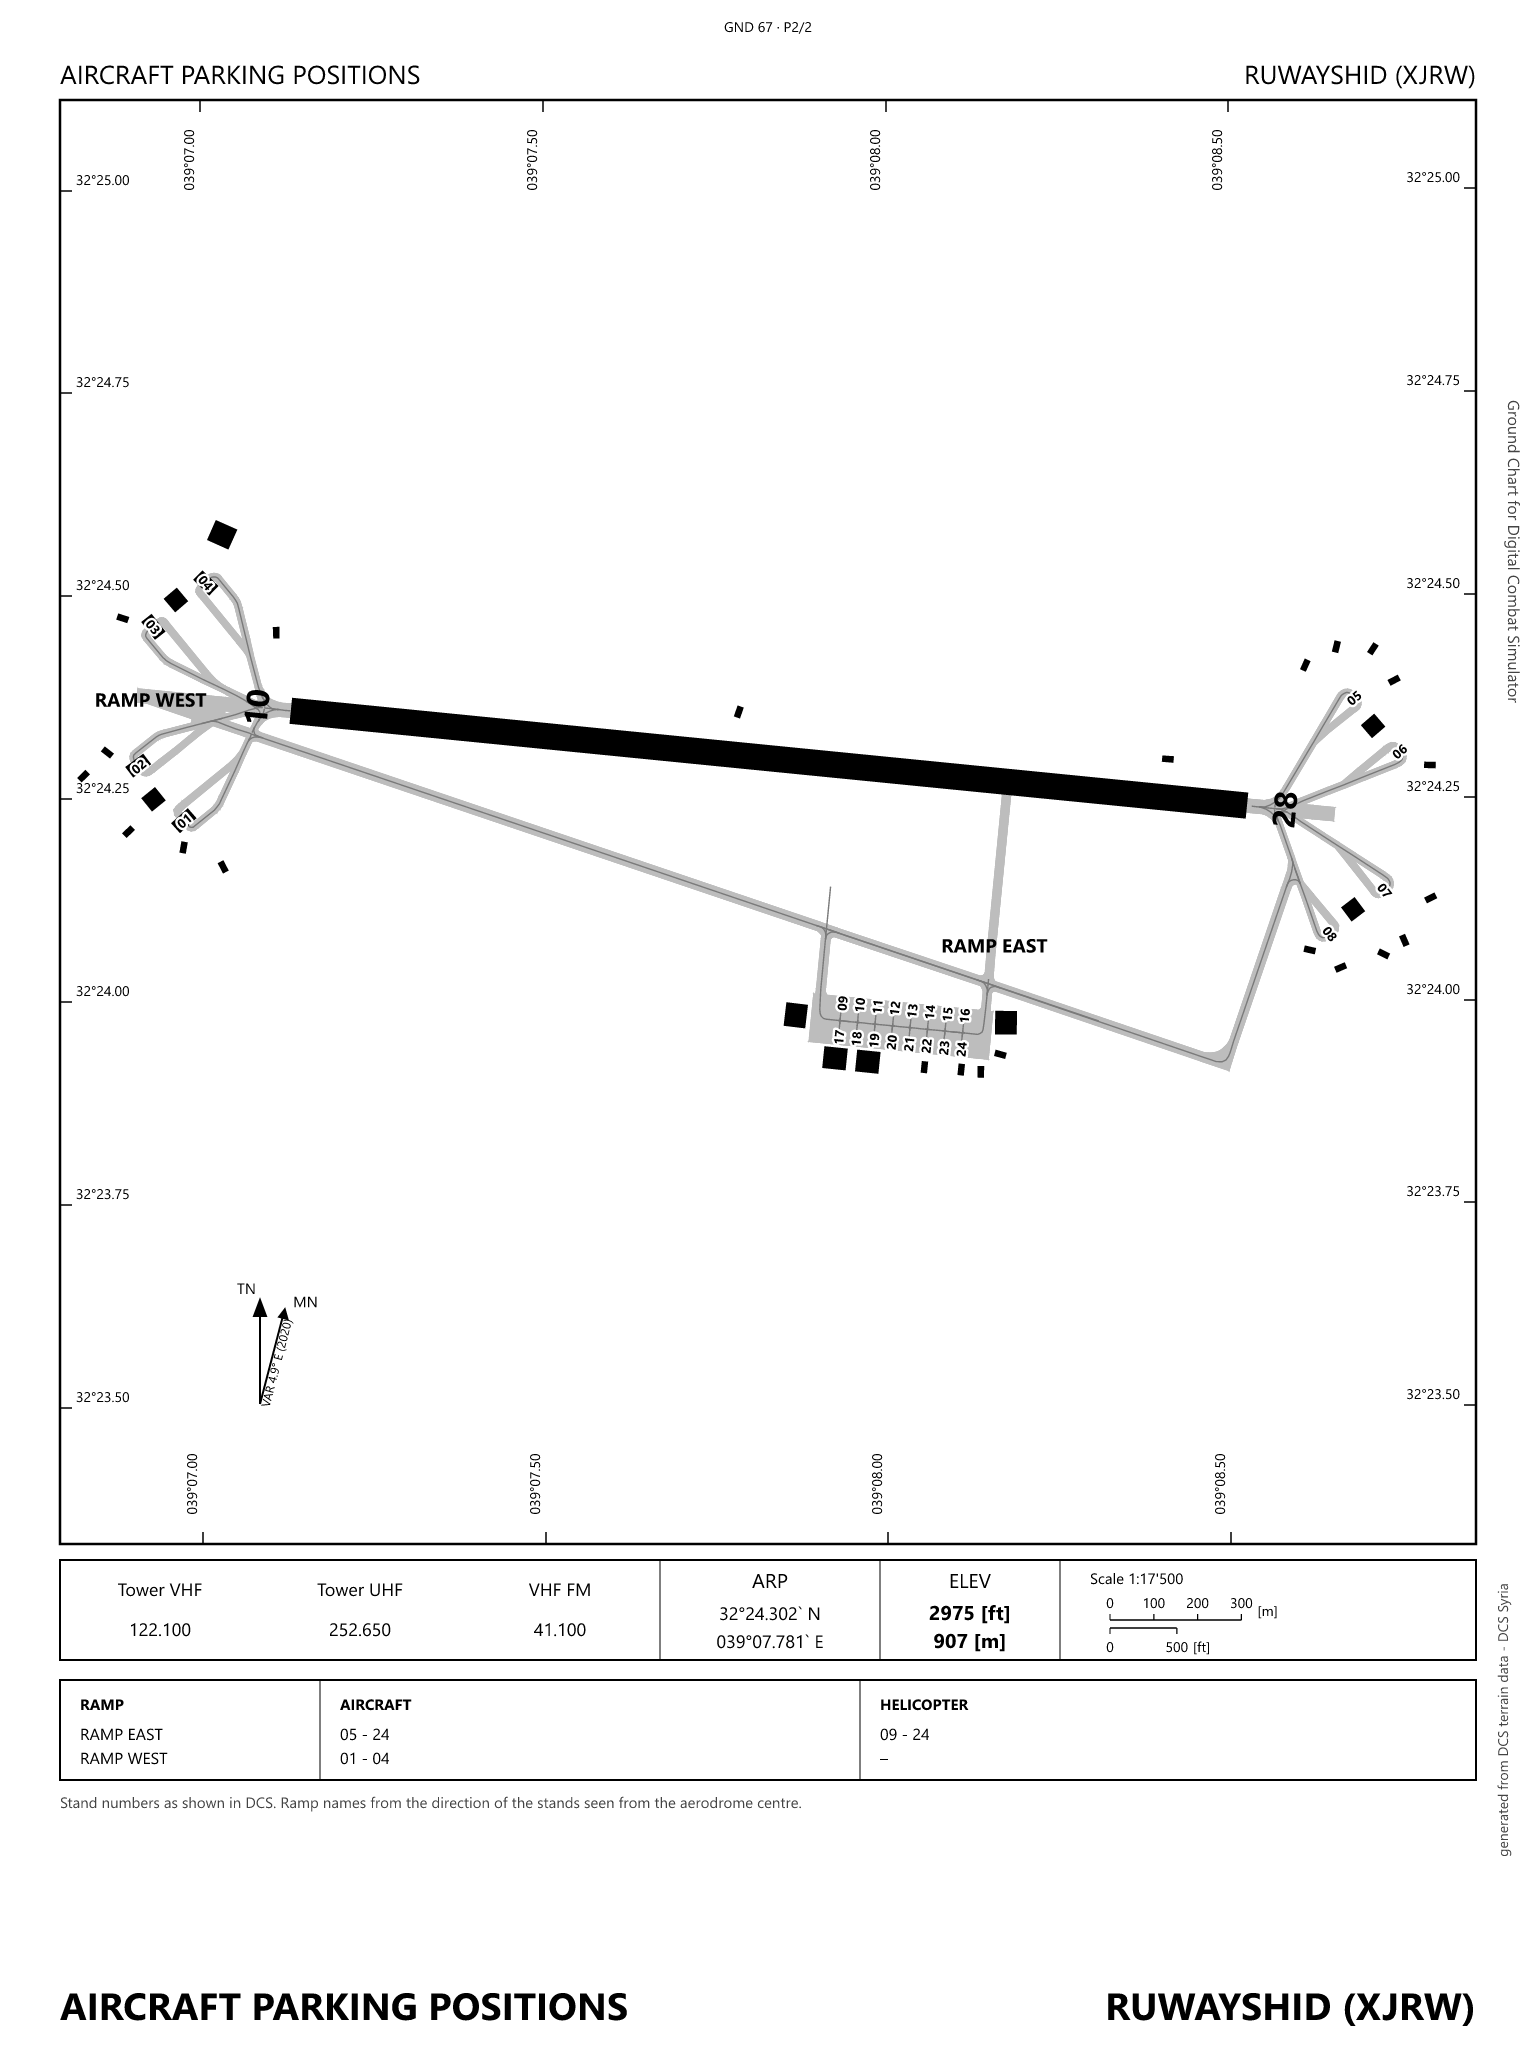 GND 67 · P2/2
AIRCRAFT PARKING POSITIONS
RUWAYSHID (XJRW)
039°07.00
039°07.50
039°08.00
039°08.50
32°25.00
32°25.00
32°24.75
32°24.75
32°24.50
32°24.50
32°24.25
32°24.25
32°24.00
32°24.00
32°23.75
32°23.75
32°23.50
32°23.50
[04]
[03]
RAMP WEST
10
[02]
[01]
05
06
28
07
08
RAMP EAST
09 10 11 12 13 14 15 16
17 18 19 20 21 22 23 24
TN
MN
VAR 4.9° E (2020)
039°07.00
039°07.50
039°08.00
039°08.50
Ground Chart for Digital Combat Simulator
Tower VHF
122.100
Tower UHF
252.650
VHF FM
41.100
ARP
32°24.302` N
039°07.781` E
ELEV
2975 [ft]
907 [m]
Scale 1:17'500
0 100 200 300 [m]
0 500 [ft]
RAMP AIRCRAFT HELICOPTER
RAMP EAST 05 - 24 09 - 24
RAMP WEST 01 - 04 –
Stand numbers as shown in DCS. Ramp names from the direction of the stands seen from the aerodrome centre.
generated from DCS terrain data - DCS Syria
AIRCRAFT PARKING POSITIONS
RUWAYSHID (XJRW)